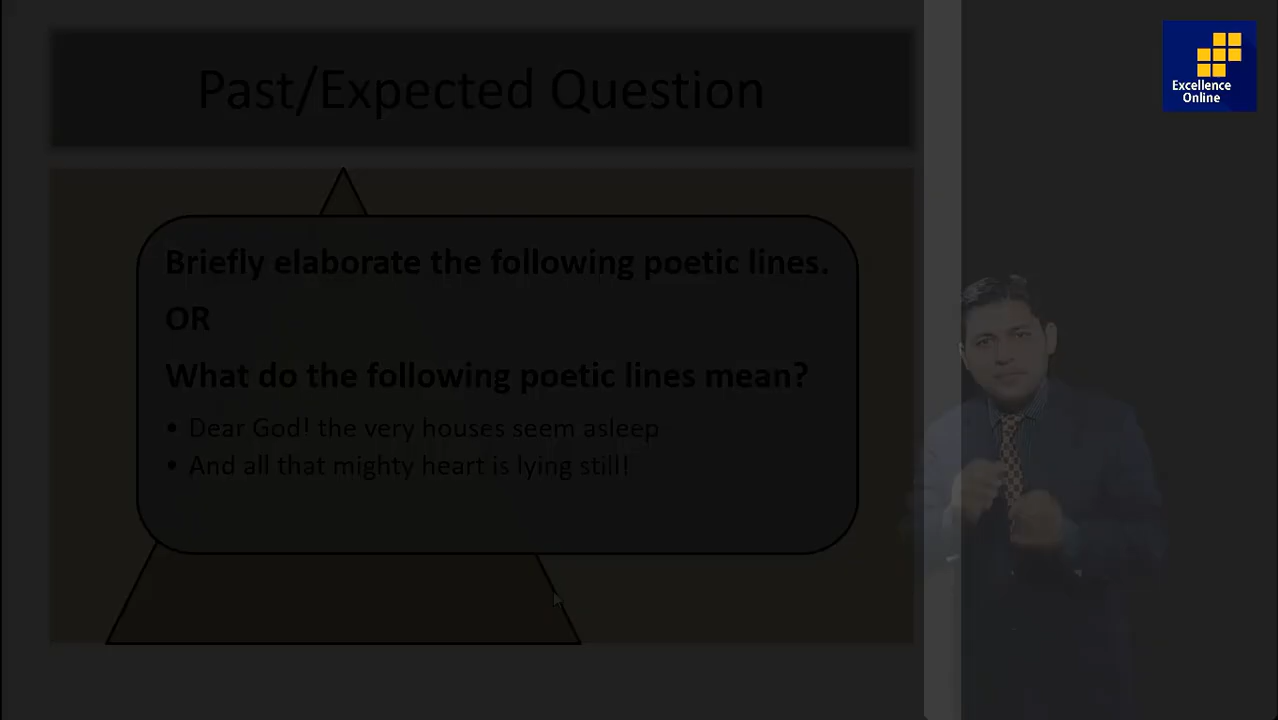 Past/Expected Question
Excellence
Online
Briefly elaborate the following poetic lines.
OR
What do the following poetic lines mean?
• Dear God! the very houses seem asleep
• And all that mighty heart is lying still!